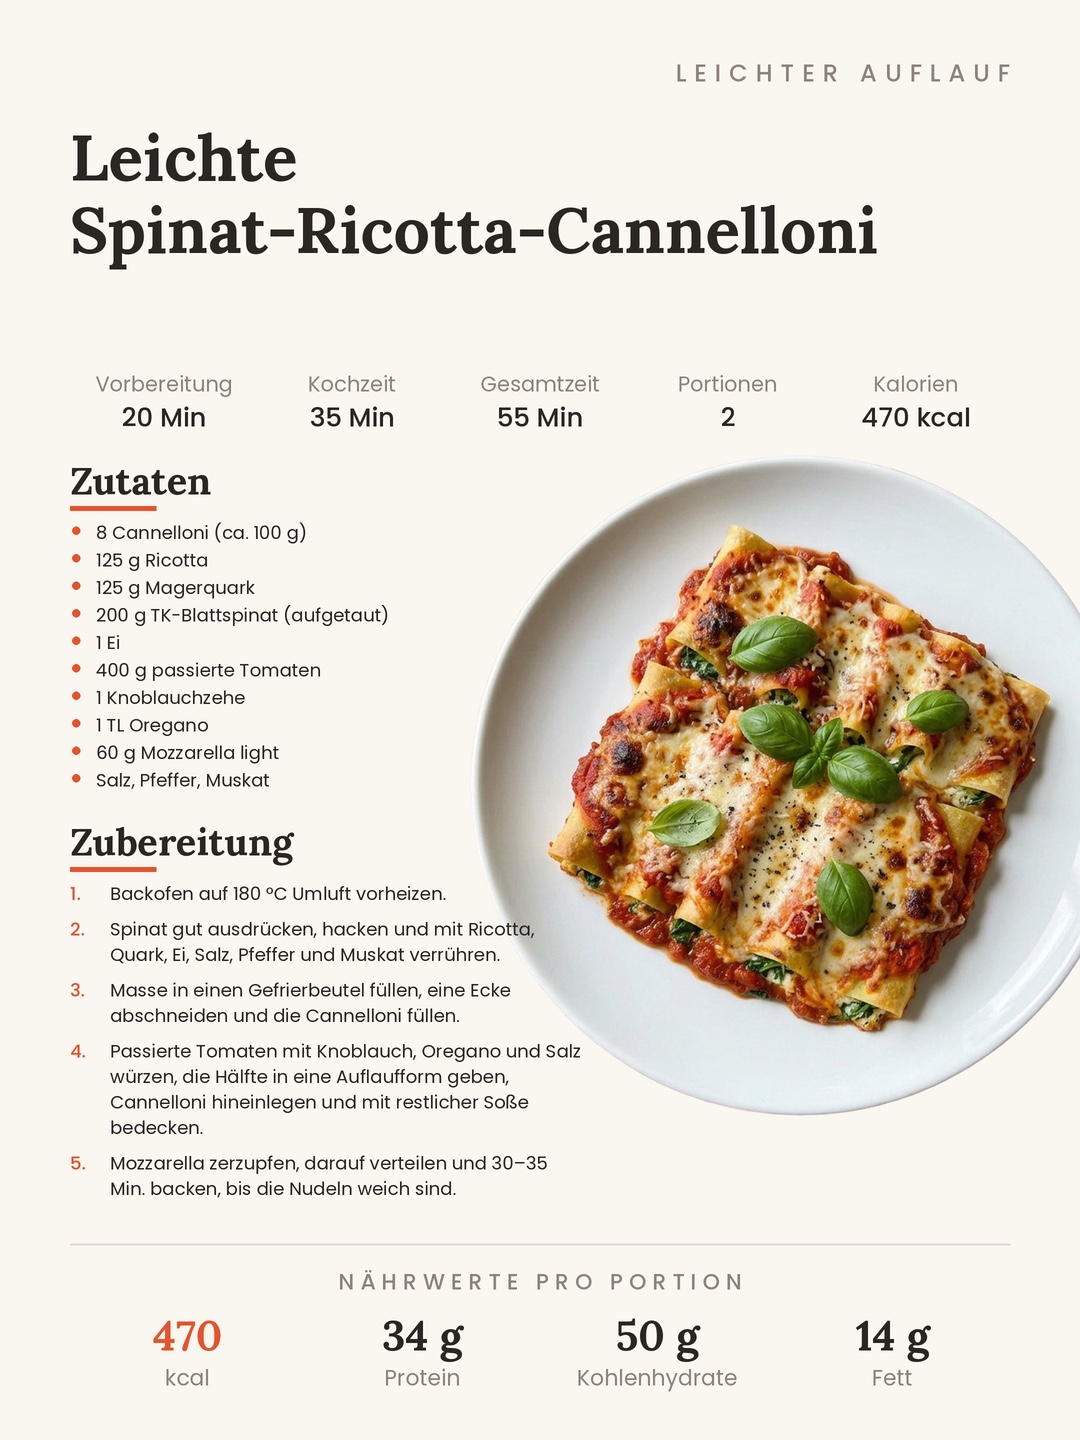 LEICHTER AUFLAUF
Leichte
Spinat-Ricotta-Cannelloni
Vorbereitung
20 Min
Kochzeit
35 Min
Gesamtzeit
55 Min
Portionen
2
Kalorien
470 kcal
Zutaten
• 8 Cannelloni (ca. 100 g)
• 125 g Ricotta
• 125 g Magerquark
• 200 g TK-Blattspinat (aufgetaut)
• 1 Ei
• 400 g passierte Tomaten
• 1 Knoblauchzehe
• 1 TL Oregano
• 60 g Mozzarella light
• Salz, Pfeffer, Muskat
Zubereitung
1. Backofen auf 180 °C Umluft vorheizen.
2. Spinat gut ausdrücken, hacken und mit Ricotta,
Quark, Ei, Salz, Pfeffer und Muskat verrühren.
3. Masse in einen Gefrierbeutel füllen, eine Ecke
abschneiden und die Cannelloni füllen.
4. Passierte Tomaten mit Knoblauch, Oregano und Salz
würzen, die Hälfte in eine Auflaufform geben,
Cannelloni hineinlegen und mit restlicher Soße
bedecken.
5. Mozzarella zerzupfen, darauf verteilen und 30–35
Min. backen, bis die Nudeln weich sind.
NÄHRWERTE PRO PORTION
470
kcal
34 g
Protein
50 g
Kohlenhydrate
14 g
Fett